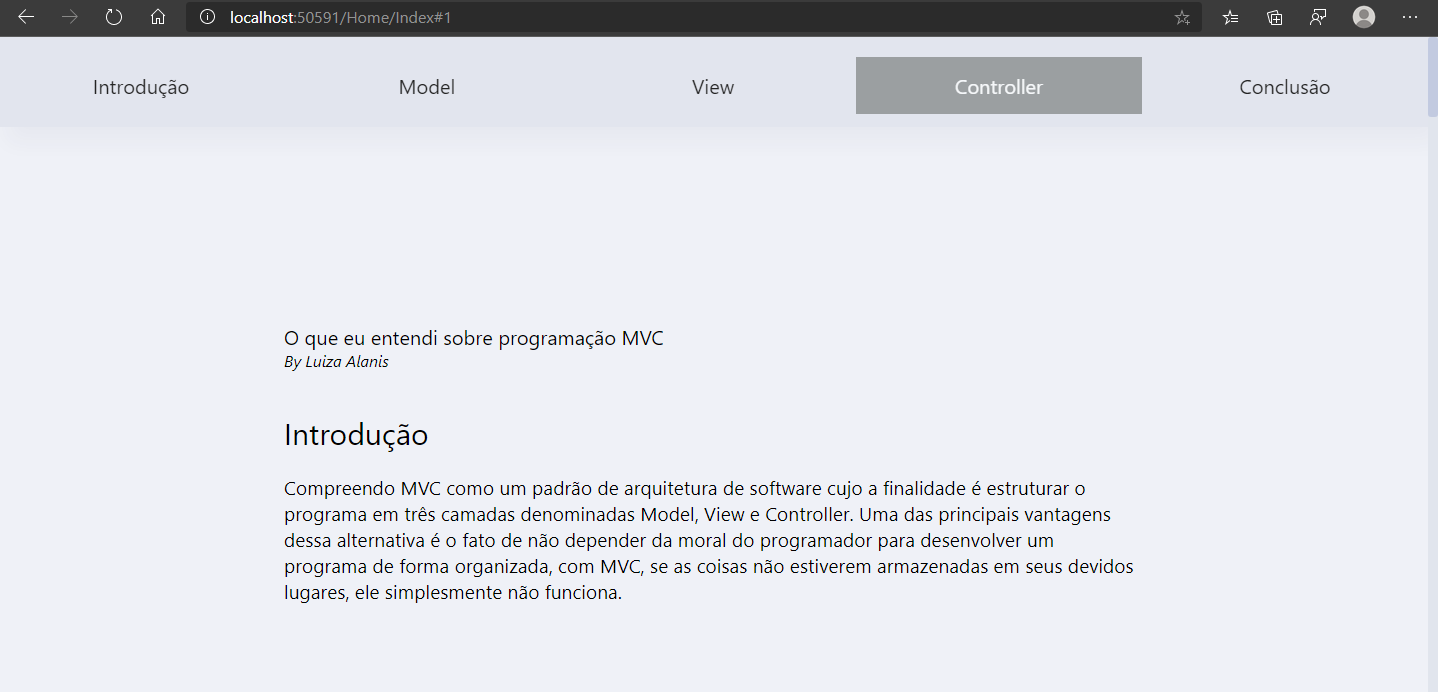 localhost:50591/Home/Index#1
Introdução Model View Controller Conclusão
O que eu entendi sobre programação MVC
By Luiza Alanis
Introdução
Compreendo MVC como um padrão de arquitetura de software cujo a finalidade é estruturar o
programa em três camadas denominadas Model, View e Controller. Uma das principais vantagens
dessa alternativa é o fato de não depender da moral do programador para desenvolver um
programa de forma organizada, com MVC, se as coisas não estiverem armazenadas em seus devidos
lugares, ele simplesmente não funciona.